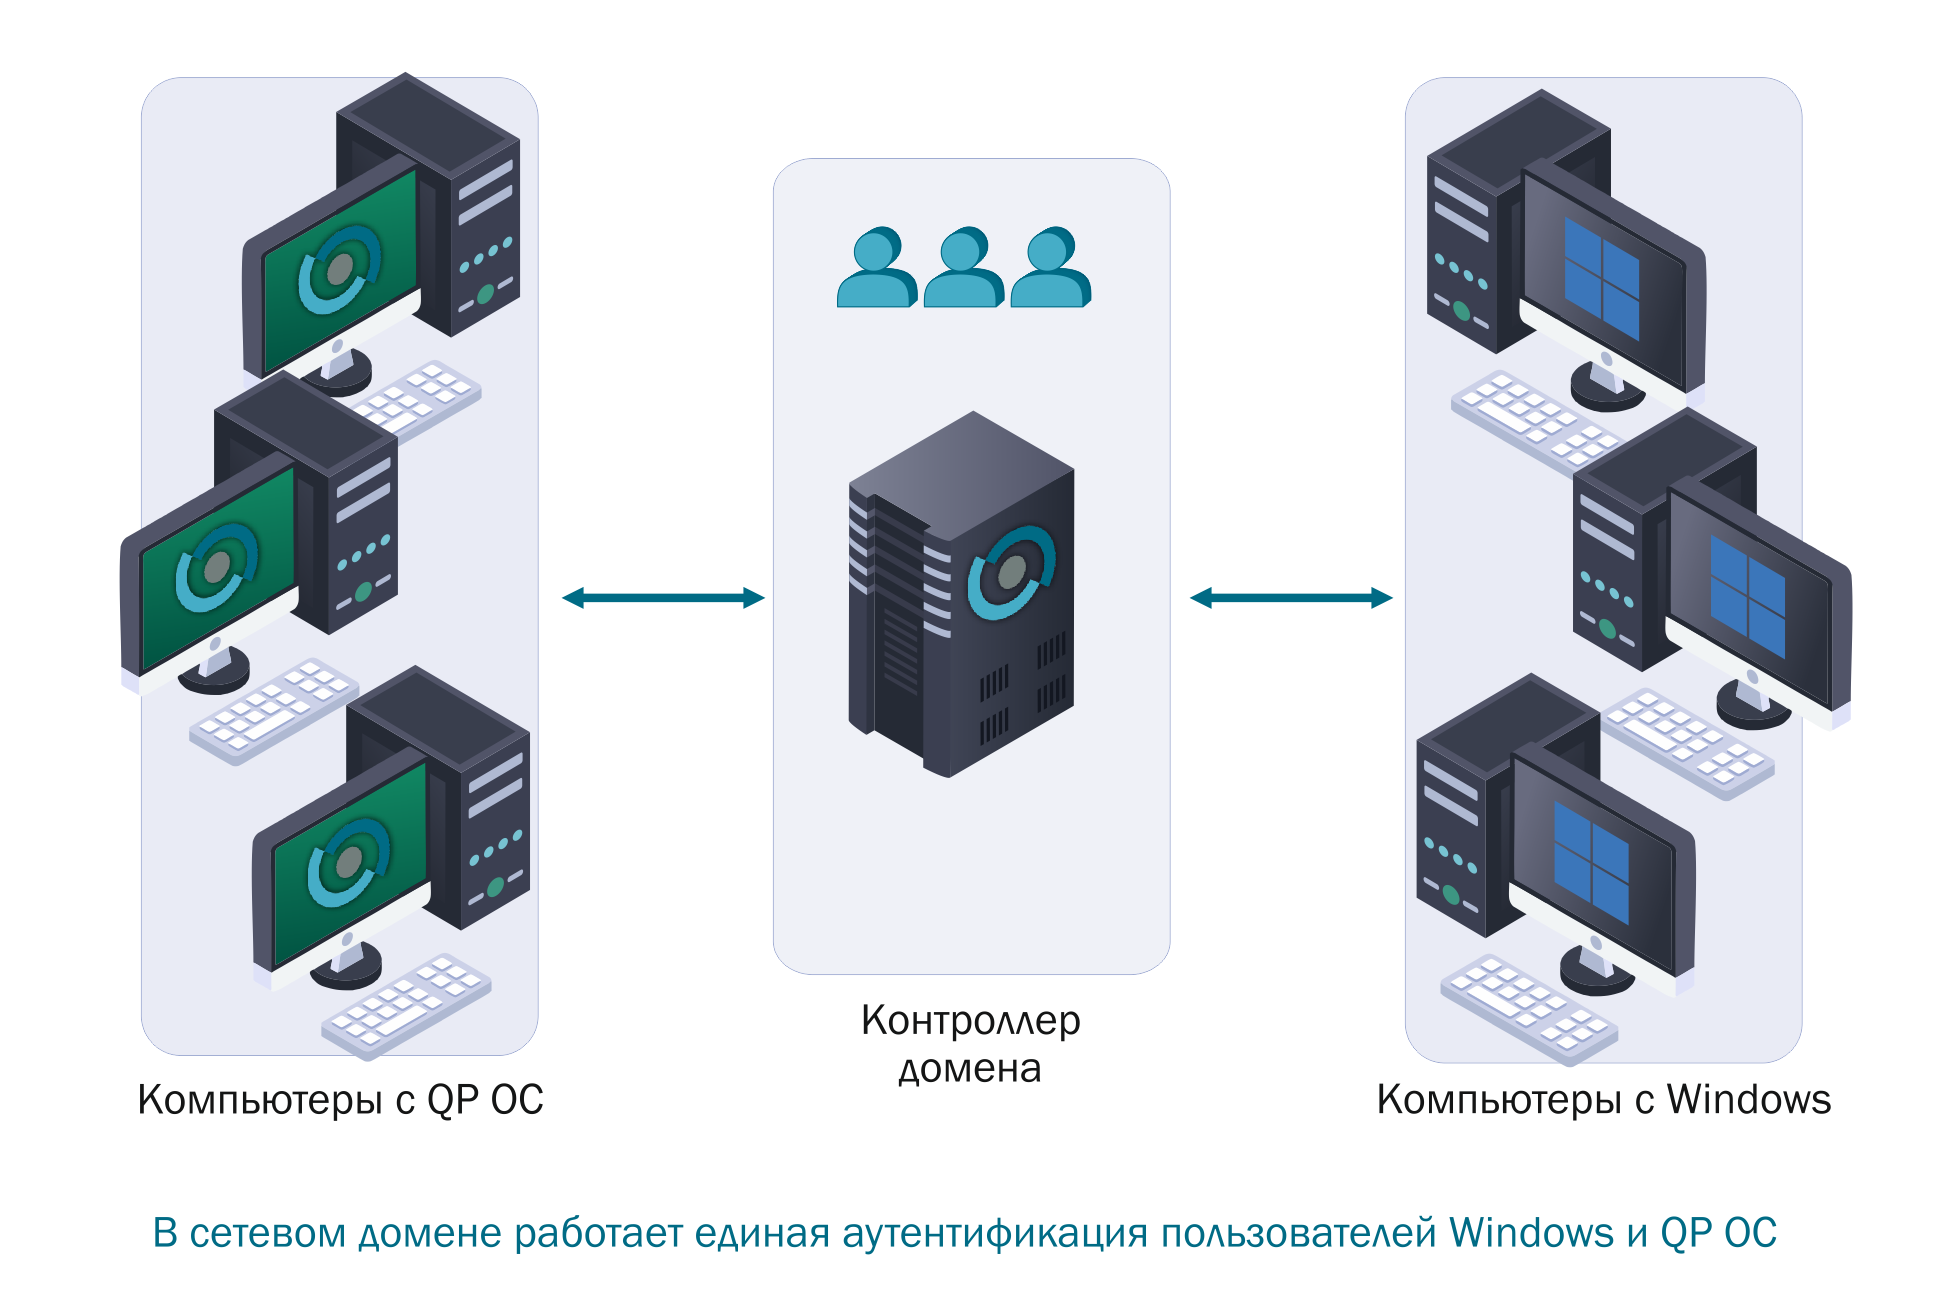 Контроллер
домена
Компьютеры с QP ОС
Компьютеры с Windows
В сетевом домене работает единая аутентификация пользователей Windows и QP ОС